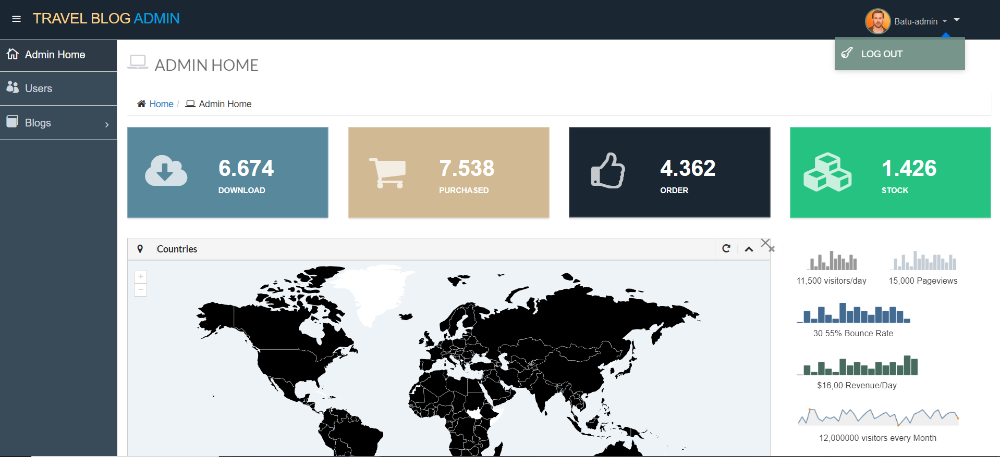 TRAVEL BLOG ADMIN
Batu-admin
LOG OUT
Admin Home
Users
Blogs
ADMIN HOME
Home / Admin Home
6.674
DOWNLOAD
7.538
PURCHASED
4.362
ORDER
1.426
STOCK
Countries
+
−
11,500 visitors/day
15,000 Pageviews
30.55% Bounce Rate
$16,00 Revenue/Day
12,000000 visitors every Month